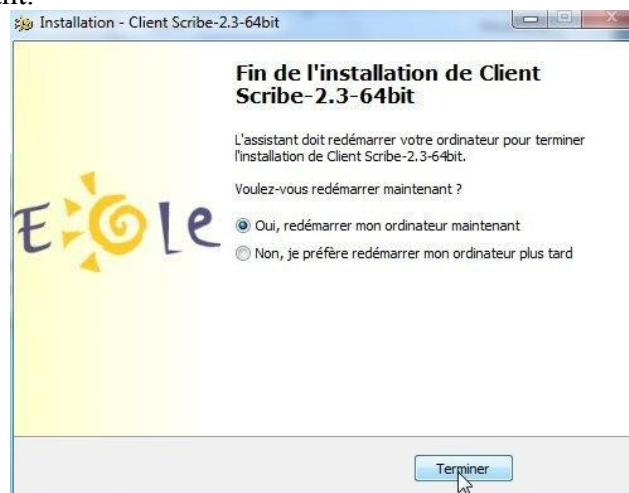 Installation - Client Scribe-2.3-64bit
Fin de l'installation de Client
Scribe-2.3-64bit
L'assistant doit redémarrer votre ordinateur pour terminer
l'installation de Client Scribe-2.3-64bit.
Voulez-vous redémarrer maintenant ?
EOle
Oui, redémarrer mon ordinateur maintenant
Non, je préfère redémarrer mon ordinateur plus tard
Terminer